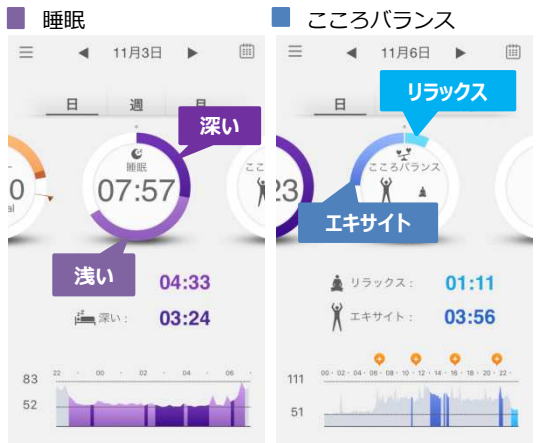 睡眠
11月3日
日 週 月
深い
睡眠
07:57
浅い
04:33
深い:
03:24
22 · 00 · 02 · 04 · 06 ·
83
52
こころバランス
11月6日
日
リラックス
こころバランス
エキサイト
リラックス:
01:11
エキサイト:
03:56
00 · 02 · 04 · 06 · 08 · 10 · 12 · 14 · 16 · 18 · 20 · 22 ·
111
51